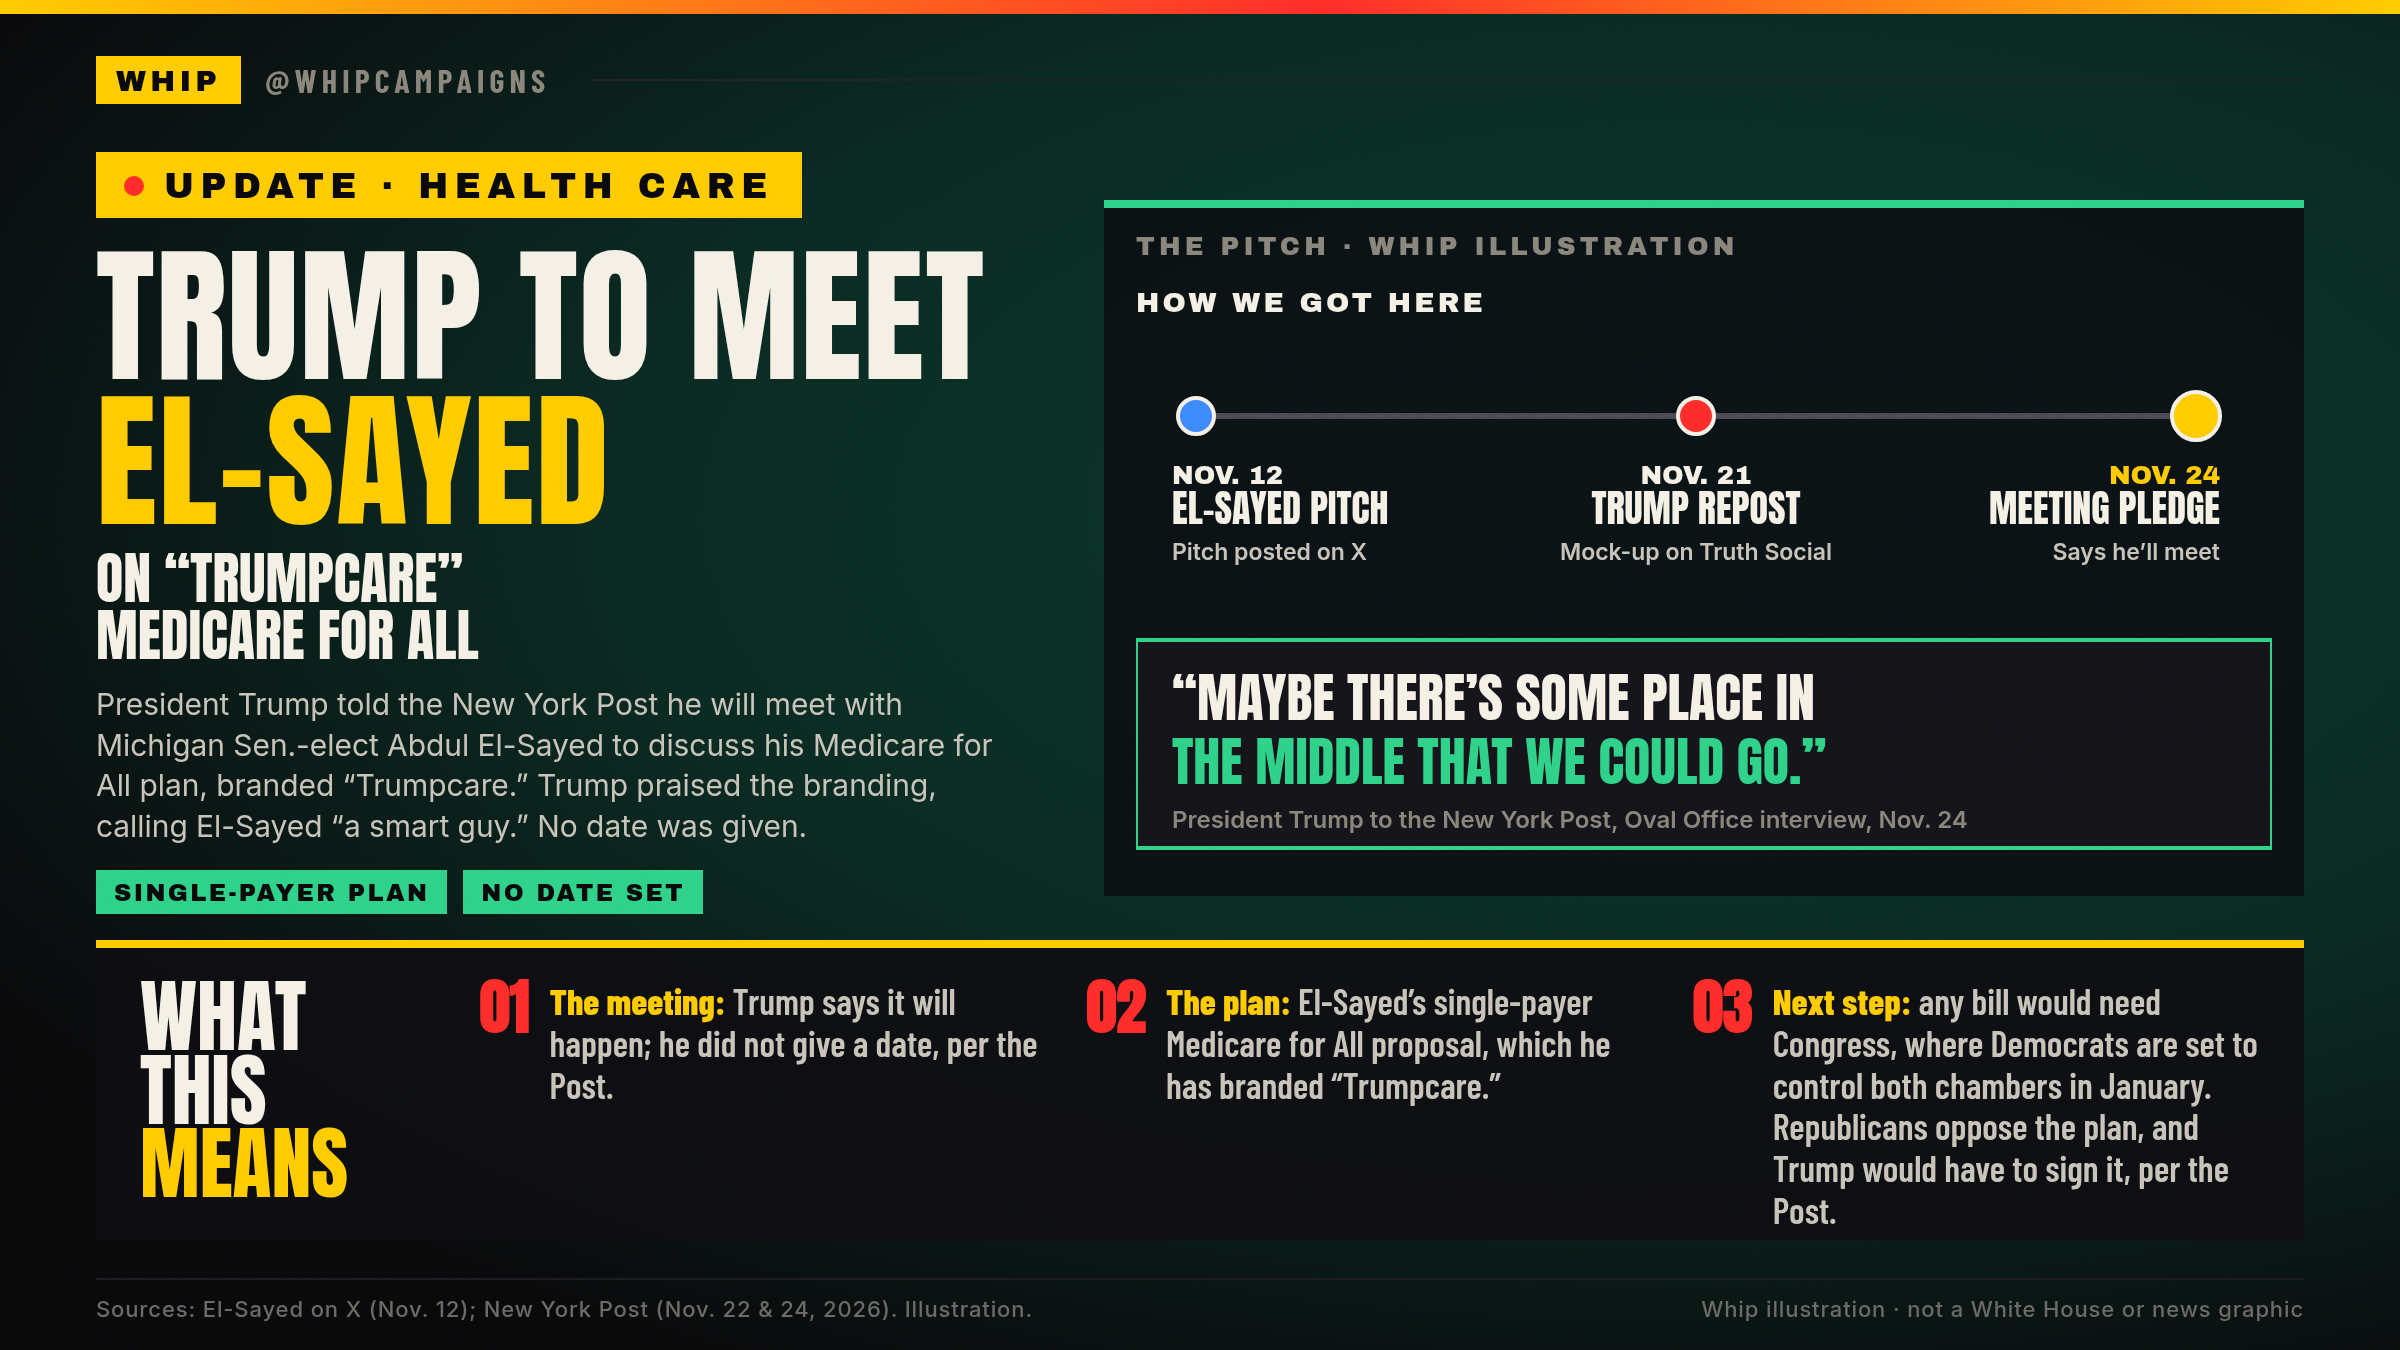 WHIP @WHIPCAMPAIGNS
UPDATE · HEALTH CARE
TRUMP TO MEET
EL-SAYED
ON “TRUMPCARE”
MEDICARE FOR ALL
President Trump told the New York Post he will meet with
Michigan Sen.-elect Abdul El-Sayed to discuss his Medicare for
All plan, branded “Trumpcare.” Trump praised the branding,
calling El-Sayed “a smart guy.” No date was given.
SINGLE-PAYER PLAN NO DATE SET
THE PITCH · WHIP ILLUSTRATION
HOW WE GOT HERE
NOV. 12
EL-SAYED PITCH
Pitch posted on X
NOV. 21
TRUMP REPOST
Mock-up on Truth Social
NOV. 24
MEETING PLEDGE
Says he’ll meet
“MAYBE THERE’S SOME PLACE IN
THE MIDDLE THAT WE COULD GO.”
President Trump to the New York Post, Oval Office interview, Nov. 24
WHAT
THIS
MEANS
01 The meeting: Trump says it will
happen; he did not give a date, per the
Post.
02 The plan: El-Sayed’s single-payer
Medicare for All proposal, which he
has branded “Trumpcare.”
03 Next step: any bill would need
Congress, where Democrats are set to
control both chambers in January.
Republicans oppose the plan, and
Trump would have to sign it, per the
Post.
Sources: El-Sayed on X (Nov. 12); New York Post (Nov. 22 & 24, 2026). Illustration.
Whip illustration · not a White House or news graphic